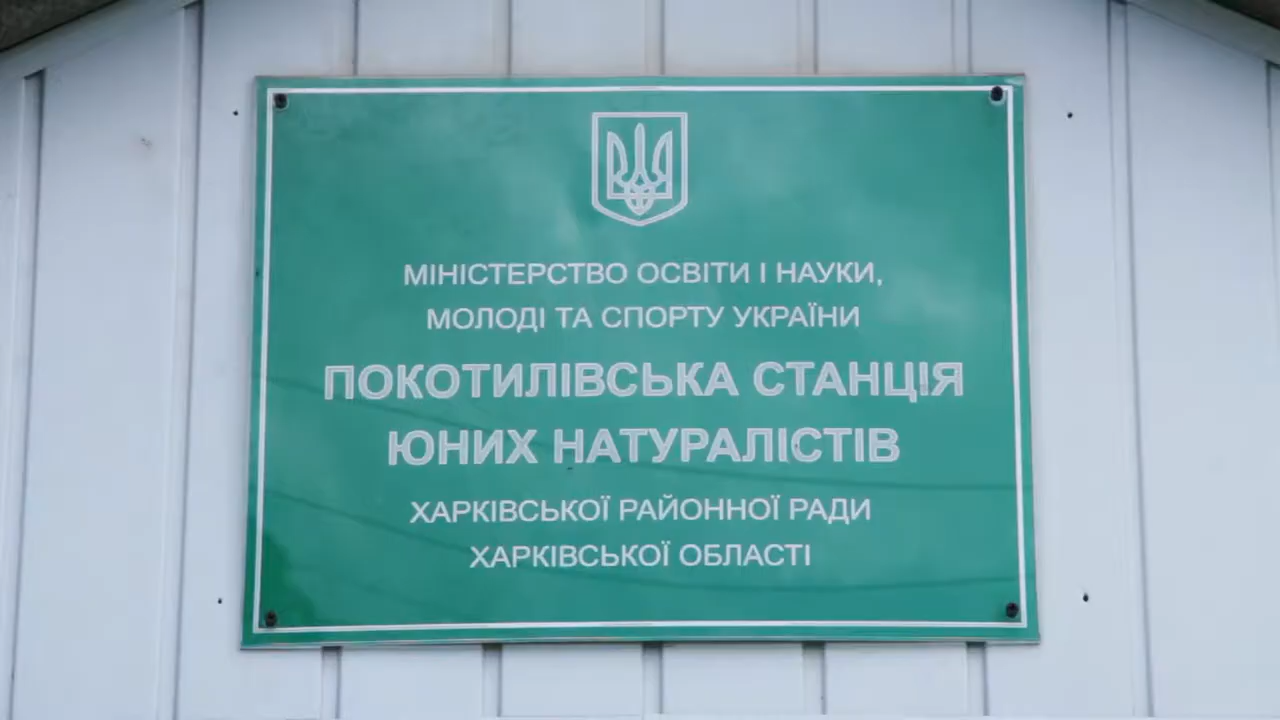 МІНІСТЕРСТВО ОСВІТИ І НАУКИ,
МОЛОДІ ТА СПОРТУ УКРАЇНИ
ПОКОТИЛІВСЬКА СТАНЦІЯ
ЮНИХ НАТУРАЛІСТІВ
ХАРКІВСЬКОЇ РАЙОННОЇ РАДИ
ХАРКІВСЬКОЇ ОБЛАСТІ